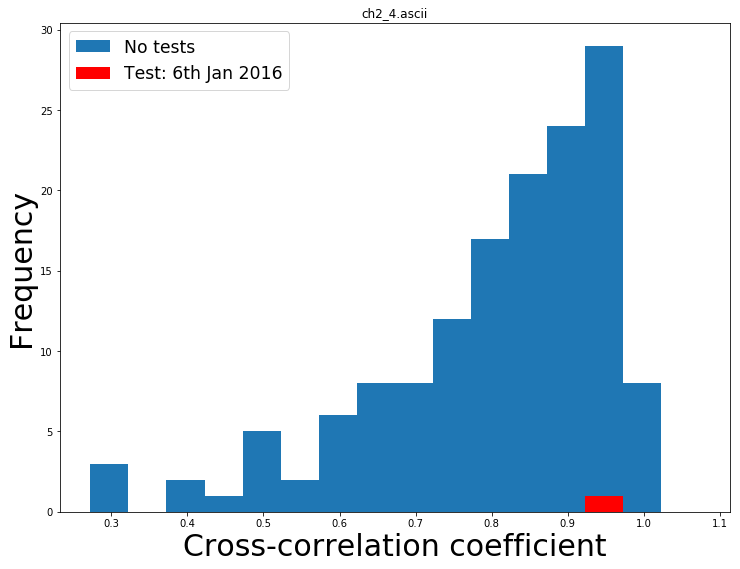 ch2_4.ascii
No tests
Test: 6th Jan 2016
Frequency
30
25
20
15
10
5
0
0.3 0.4 0.5 0.6 0.7 0.8 0.9 1.0 1.1
Cross-correlation coefficient